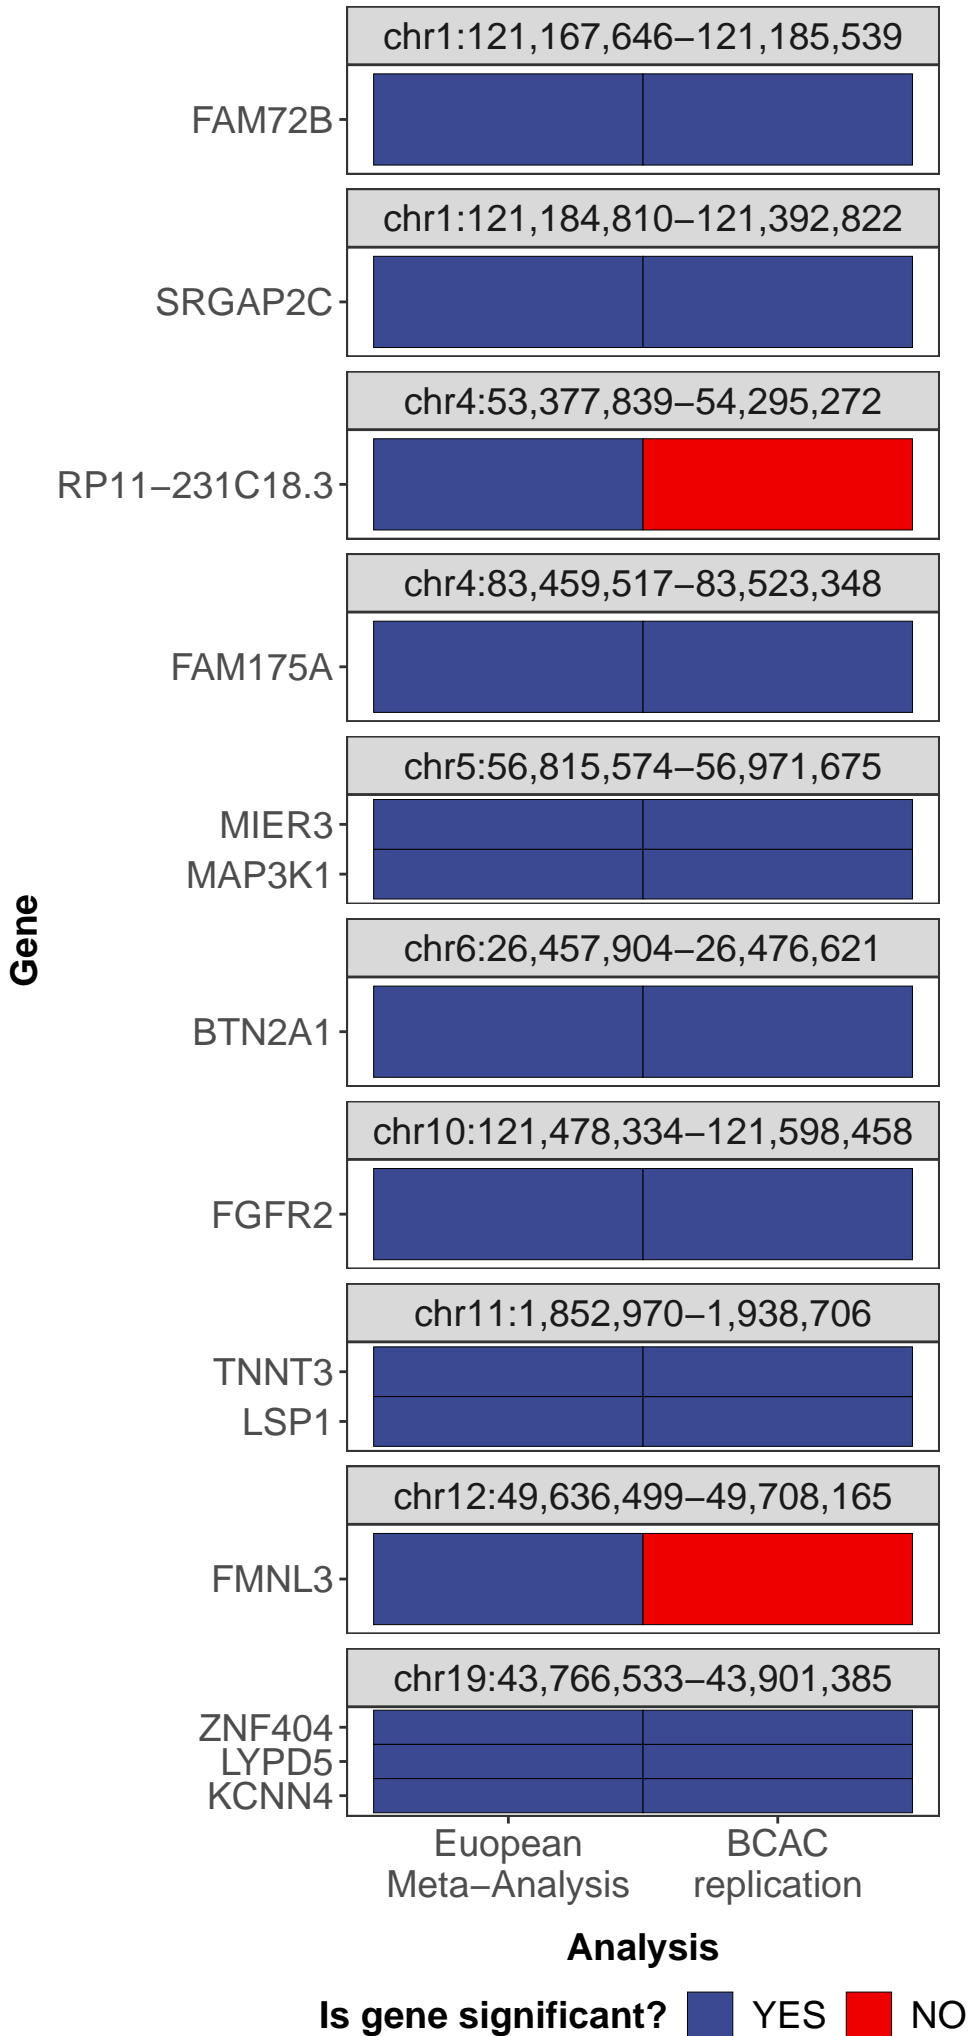 chr1:121,167,646−121,185,539
FAM72B
chr1:121,184,810−121,392,822
SRGAP2C
chr4:53,377,839−54,295,272
RP11−231C18.3
chr4:83,459,517−83,523,348
FAM175A
chr5:56,815,574−56,971,675
MIER3
MAP3K1
Gene
chr6:26,457,904−26,476,621
BTN2A1
chr10:121,478,334−121,598,458
FGFR2
chr11:1,852,970−1,938,706
TNNT3
LSP1
chr12:49,636,499−49,708,165
FMNL3
chr19:43,766,533−43,901,385
ZNF404
LYPD5
KCNN4
Euopean
Meta−Analysis
BCAC
replication
Analysis
Is gene significant? YES NO